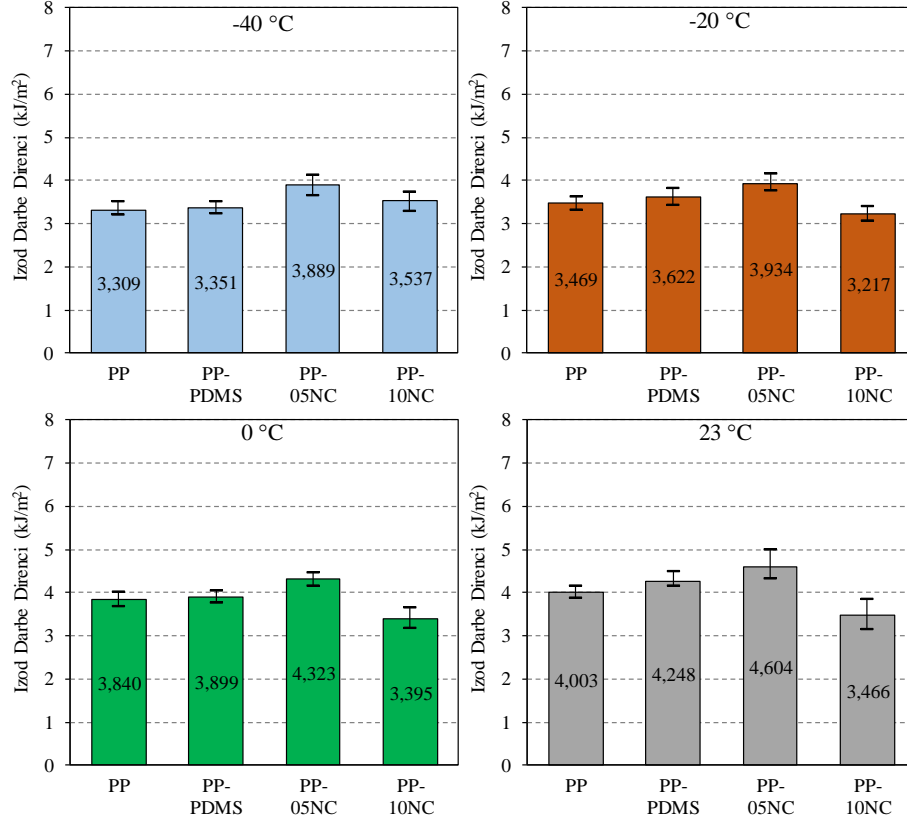 -40 °C
Izod Darbe Direnci (kJ/m²)
8
7
6
5
4
3
2
1
0
3,309
3,351
3,889
3,537
PP
PP-
PDMS
PP-
05NC
PP-
10NC
-20 °C
Izod Darbe Direnci (kJ/m²)
8
7
6
5
4
3
2
1
0
3,469
3,622
3,934
3,217
PP
PP-
PDMS
PP-
05NC
PP-
10NC
0 °C
Izod Darbe Direnci (kJ/m²)
8
7
6
5
4
3
2
1
0
3,840
3,899
4,323
3,395
PP
PP-
PDMS
PP-
05NC
PP-
10NC
23 °C
Izod Darbe Direnci (kJ/m²)
8
7
6
5
4
3
2
1
0
4,003
4,248
4,604
3,466
PP
PP-
PDMS
PP-
05NC
PP-
10NC